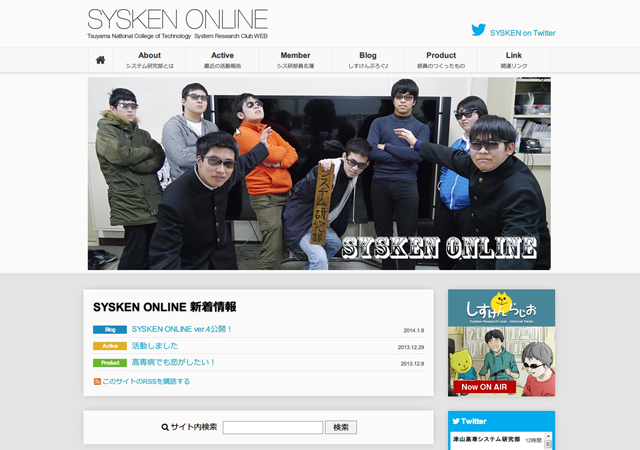 SYSKEN ONLINE
Tsuyama National College of Technology System Research Club WEB
SYSKEN on Twitter
About
システム研究部とは
Active
最近の活動報告
Member
シス研部員名簿
Blog
しすけんぶろぐ♪
Product
部員のつくったもの
Link
関連リンク
システム研究部
SYSKEN ONLINE
SYSKEN ONLINE 新着情報
Blog SYSKEN ONLINE ver.4公開！ 2014.1.8
Active 活動しました 2013.12.29
Product 高専病でも恋がしたい！ 2013.12.8
このサイトのRSSを購読する
サイト内検索 検索
しすけんらじお
System Research club - Internet Radio
Now ON AIR
Twitter
津山高専システム研究部 12時間